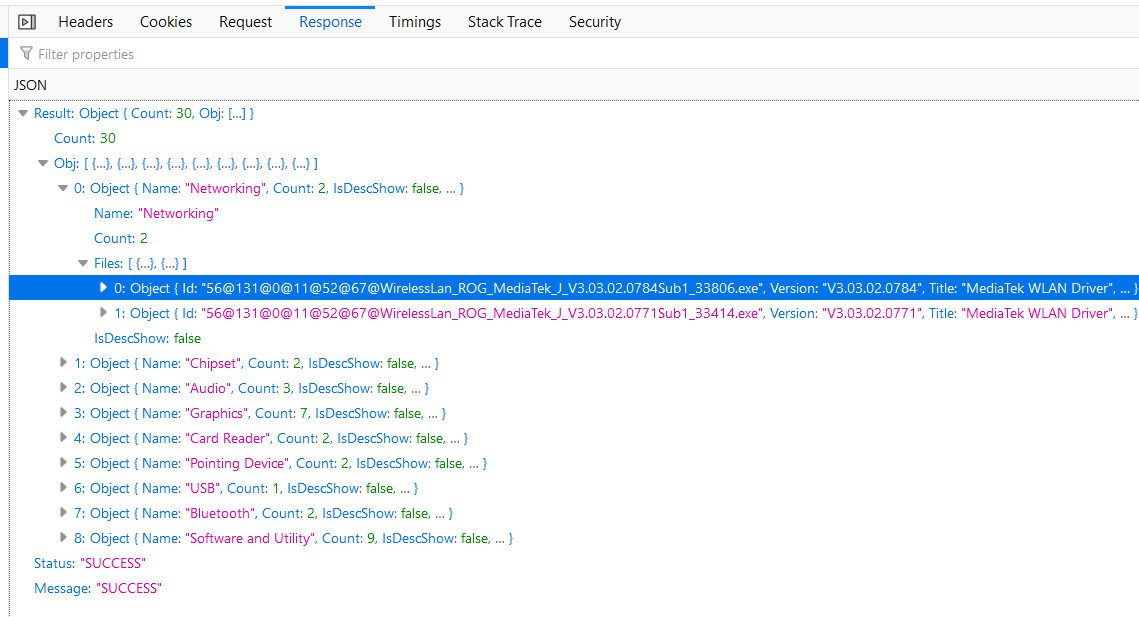 Headers Cookies Request Response Timings Stack Trace Security
Filter properties
JSON
Result: Object { Count: 30, Obj: […] }
Count: 30
Obj: [ {…}, {…}, {…}, {…}, {…}, {…}, {…}, {…}, {…} ]
0: Object { Name: "Networking", Count: 2, IsDescShow: false, … }
Name: "Networking"
Count: 2
Files: [ {…}, {…} ]
0: Object { Id: "56@131@0@11@52@67@WirelessLan_ROG_MediaTek_J_V3.03.02.0784Sub1_33806.exe", Version: "V3.03.02.0784", Title: "MediaTek WLAN Driver", … }
1: Object { Id: "56@131@0@11@52@67@WirelessLan_ROG_MediaTek_J_V3.03.02.0771Sub1_33414.exe", Version: "V3.03.02.0771", Title: "MediaTek WLAN Driver", … }
IsDescShow: false
1: Object { Name: "Chipset", Count: 2, IsDescShow: false, … }
2: Object { Name: "Audio", Count: 3, IsDescShow: false, … }
3: Object { Name: "Graphics", Count: 7, IsDescShow: false, … }
4: Object { Name: "Card Reader", Count: 2, IsDescShow: false, … }
5: Object { Name: "Pointing Device", Count: 2, IsDescShow: false, … }
6: Object { Name: "USB", Count: 1, IsDescShow: false, … }
7: Object { Name: "Bluetooth", Count: 2, IsDescShow: false, … }
8: Object { Name: "Software and Utility", Count: 9, IsDescShow: false, … }
Status: "SUCCESS"
Message: "SUCCESS"